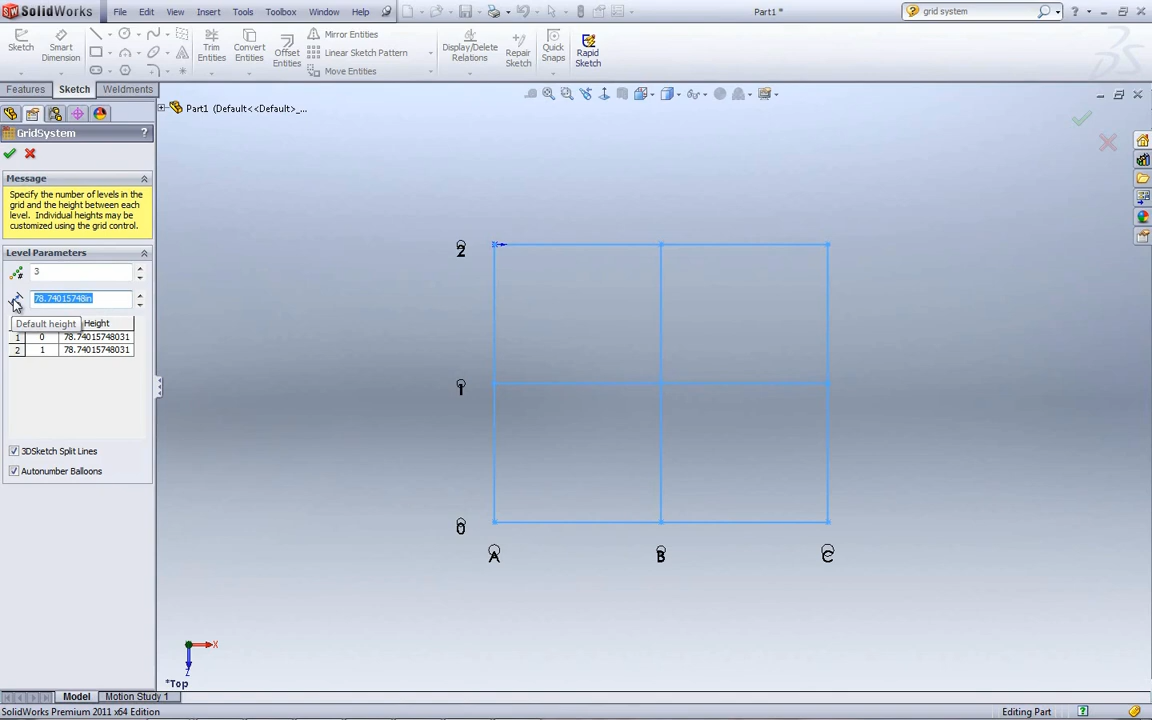 SolidWorks File Edit View Insert Tools Toolbox Window Help Part1 * grid system
Sketch Smart Dimension Trim Entities Convert Entities Offset Entities Mirror Entities Linear Sketch Pattern Move Entities Display/Delete Relations Repair Sketch Quick Snaps Rapid Sketch
Features Sketch Weldments
Part1 (Default<<Default>_...
GridSystem ?
Message
Specify the number of levels in the
grid and the height between each
level. Individual heights may be
customized using the grid control.
Level Parameters
3
78.74015748in
Default height
Height
1 0 78.74015748031
2 1 78.74015748031
3DSketch Split Lines
Autonumber Balloons
2
1
0
A B C
X
Z
*Top
Model Motion Study 1
SolidWorks Premium 2011 x64 Edition Editing Part